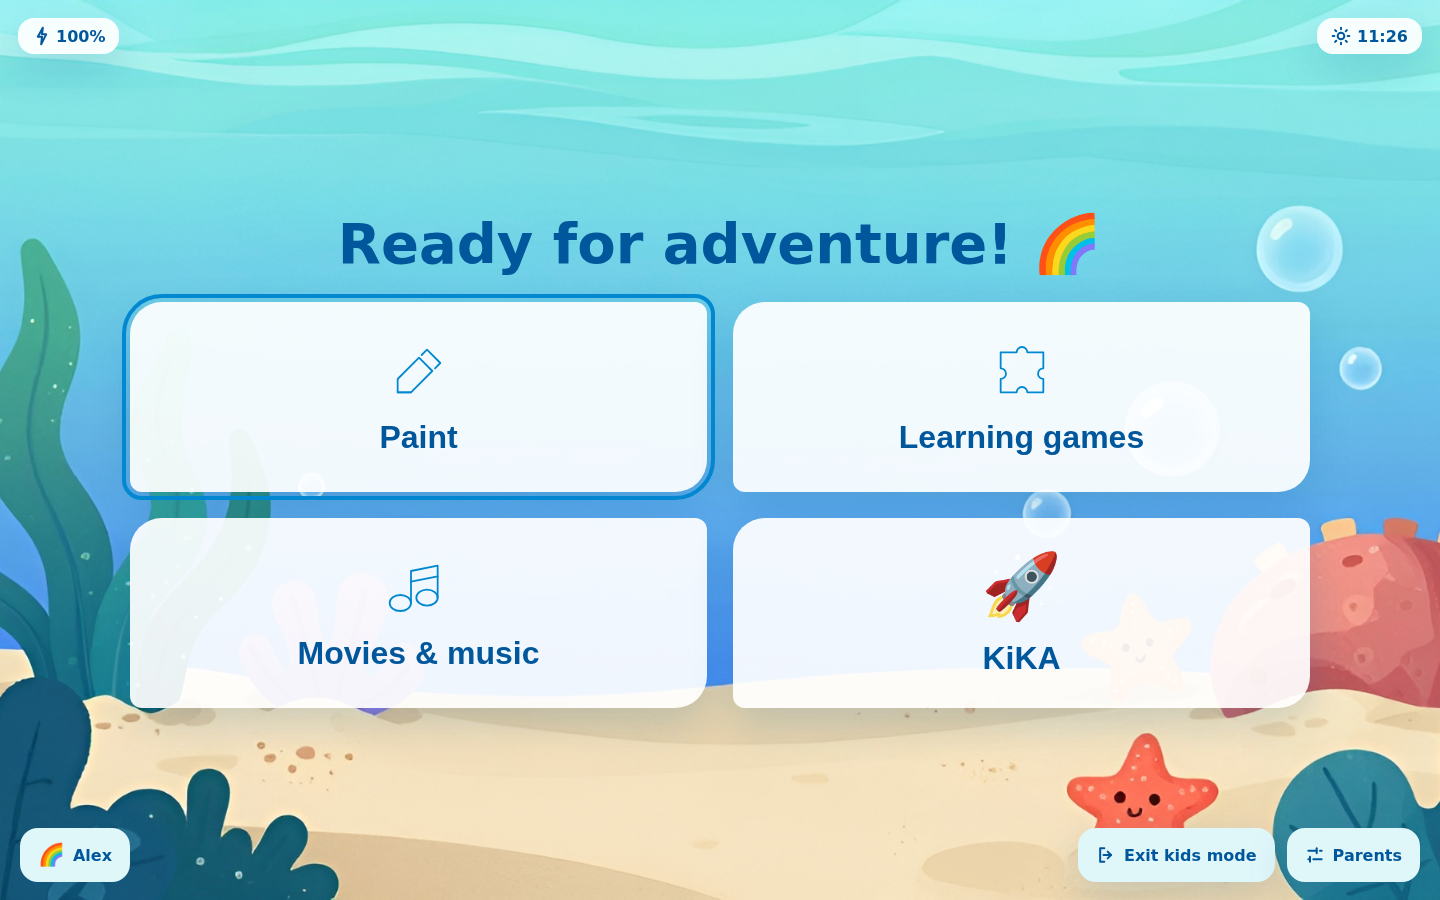 100%
11:26
Ready for adventure! 🌈
Paint
Learning games
Movies & music
KiKA
Alex
Exit kids mode
Parents